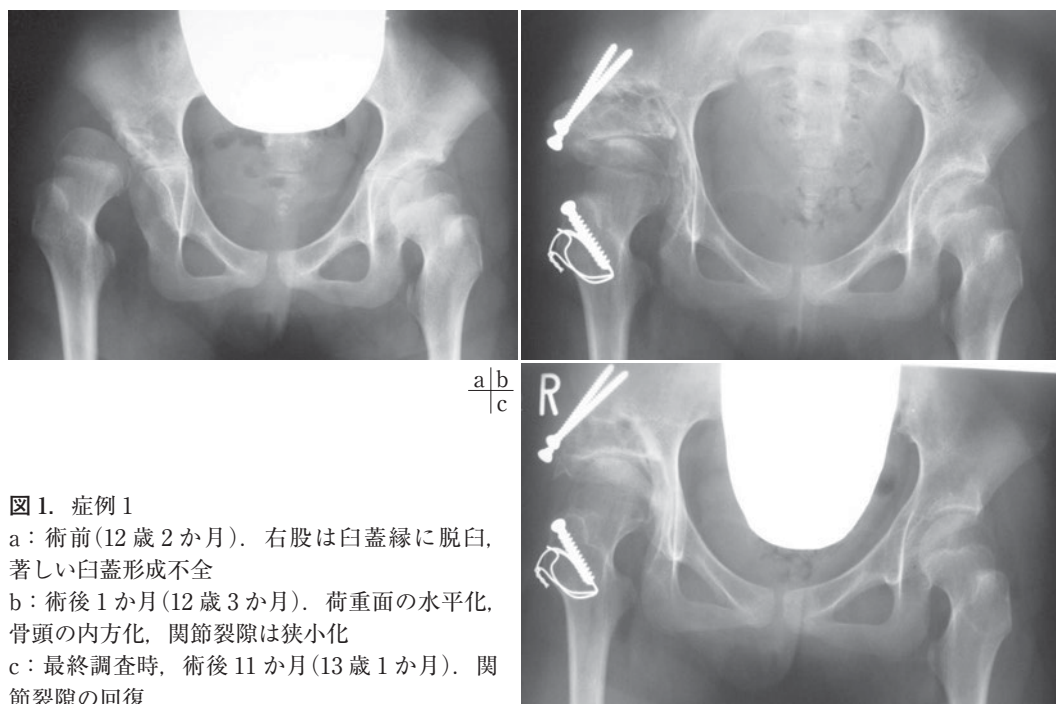 a b
c
R
図 1．症例 1
a：術前(12 歳 2 か月)．右股は臼蓋縁に脱臼，
著しい臼蓋形成不全
b：術後 1 か月(12 歳 3 か月)．荷重面の水平化，
骨頭の内方化，関節裂隙は狭小化
c：最終調査時，術後 11 か月(13 歳 1 か月)．関
節裂隙の回復